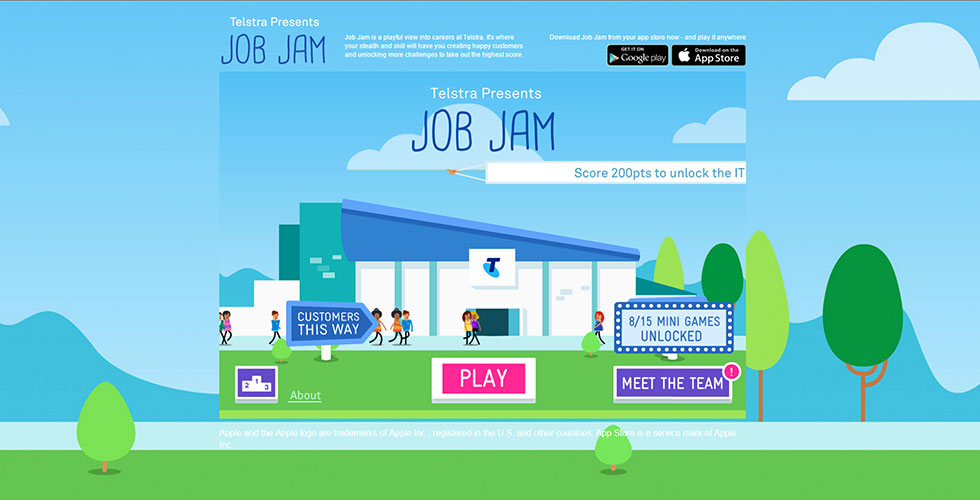 Telstra Presents
JOB JAM
Job Jam is a playful view into careers at Telstra. It's where
your stealth and skill will have you creating happy customers
and unlocking more challenges to take out the highest score.
Download Job Jam from your app store now - and play it anywhere
GET IT ON
Google play
Download on the
App Store
Telstra Presents
JOB JAM
Score 200pts to unlock the IT
T
CUSTOMERS
THIS WAY
8/15 MINI GAMES
UNLOCKED
2 1 3
About
PLAY
MEET THE TEAM
!
Apple and the Apple logo are trademarks of Apple Inc., registered in the U.S. and other countries. App Store is a service mark of Apple
Inc.